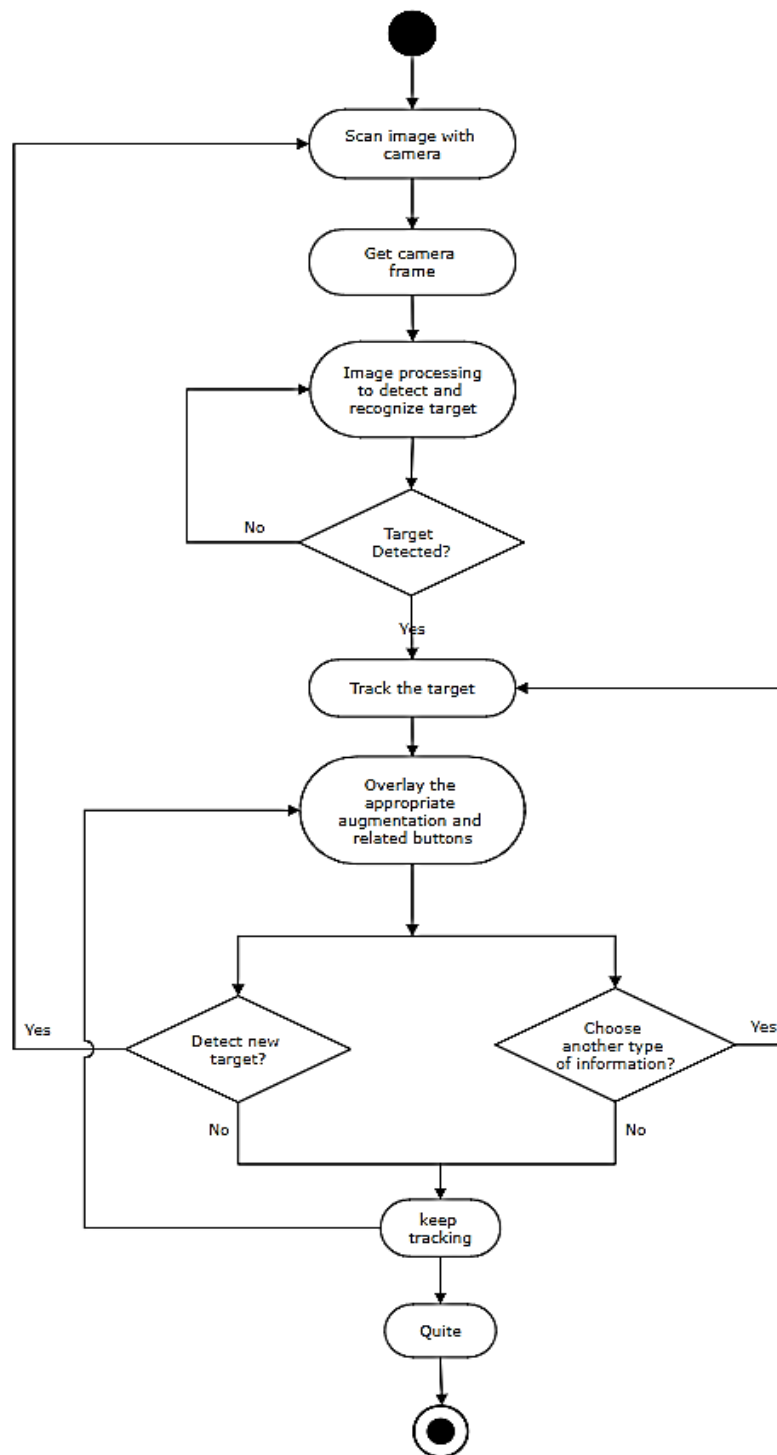 Scan image with
camera
Get camera
frame
Image processing
to detect and
recognize target
No
Target
Detected?
Yes
Track the target
Overlay the
appropriate
augmentation and
related buttons
Yes
Detect new
target?
Choose
another type
of information?
Yes
No
No
keep
tracking
Quite